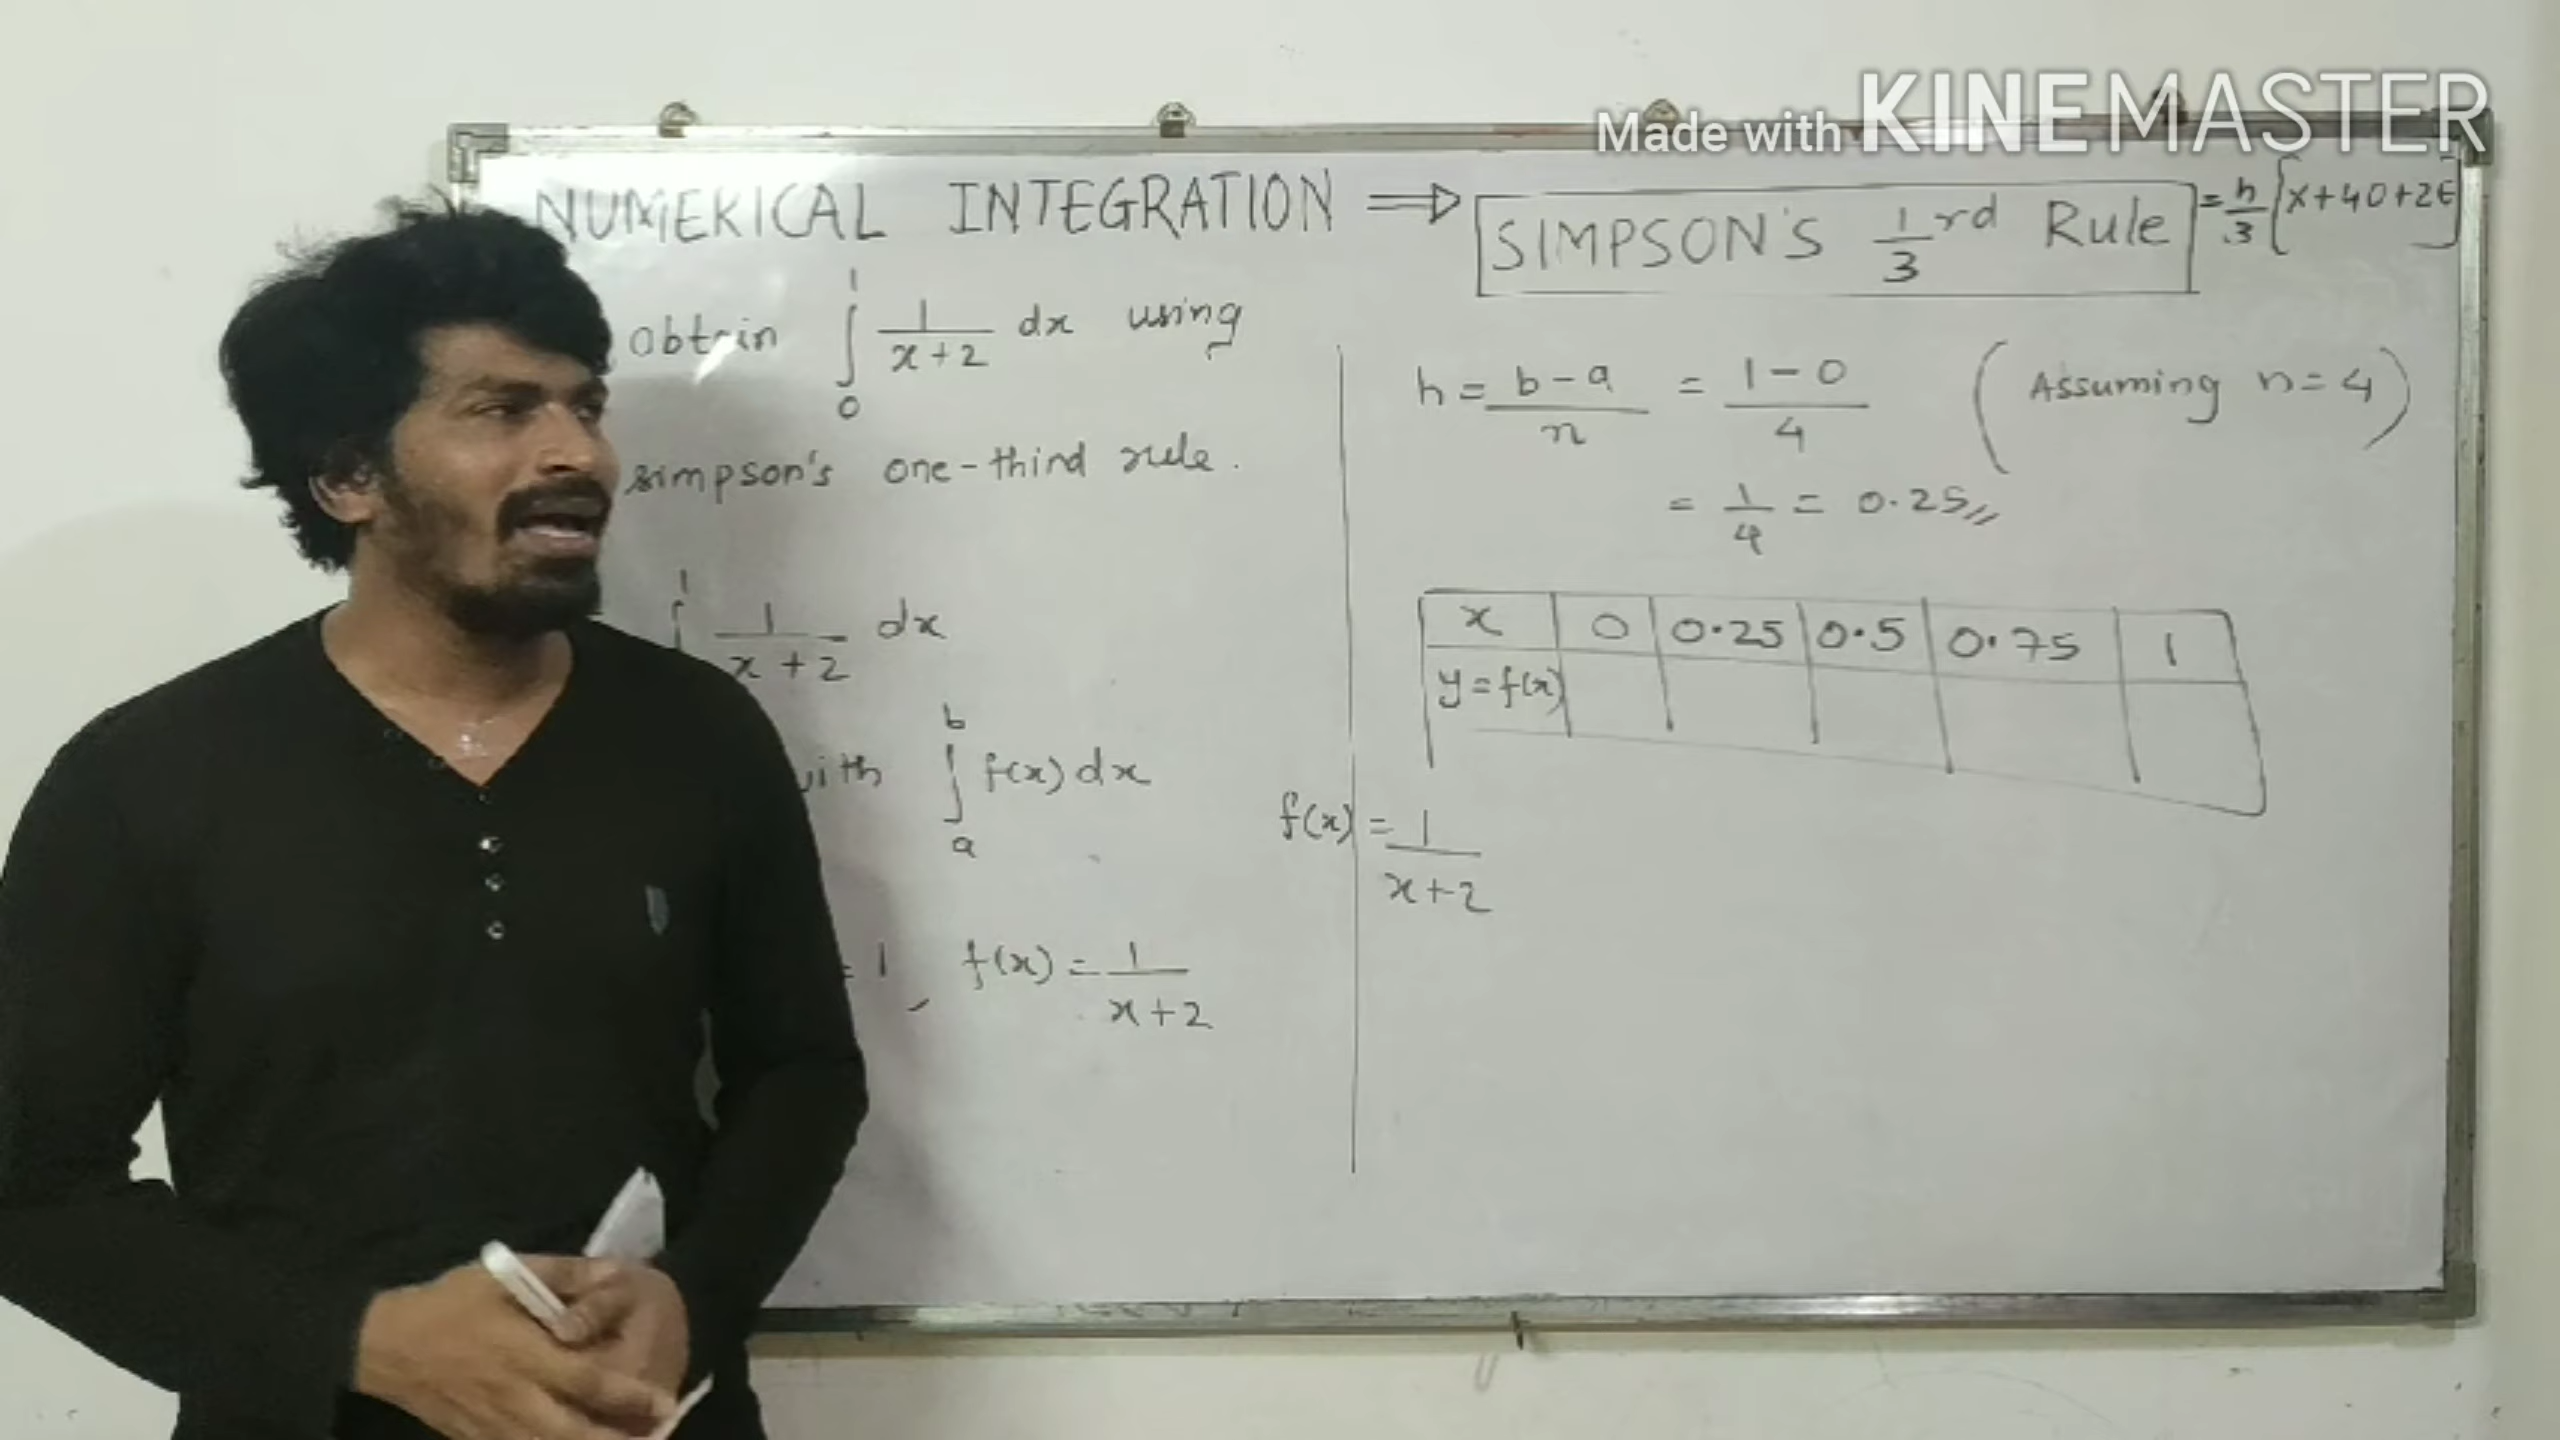 Made with KINEMASTER
NUMERICAL INTEGRATION ⇒ SIMPSON'S 1/3 rd Rule = h/3 [X+4O+2E]
Obtain ∫₀¹ 1/(x+2) dx using
simpson's one-third rule.
∫¹ 1/(x+2) dx
with ∫ₐᵇ f(x) dx
= 1, f(x) = 1/(x+2)
h = (b-a)/n = (1-0)/4 (Assuming n=4)
= 1/4 = 0.25//
x 0 0.25 0.5 0.75 1
y=f(x)
f(x) = 1/(x+2)